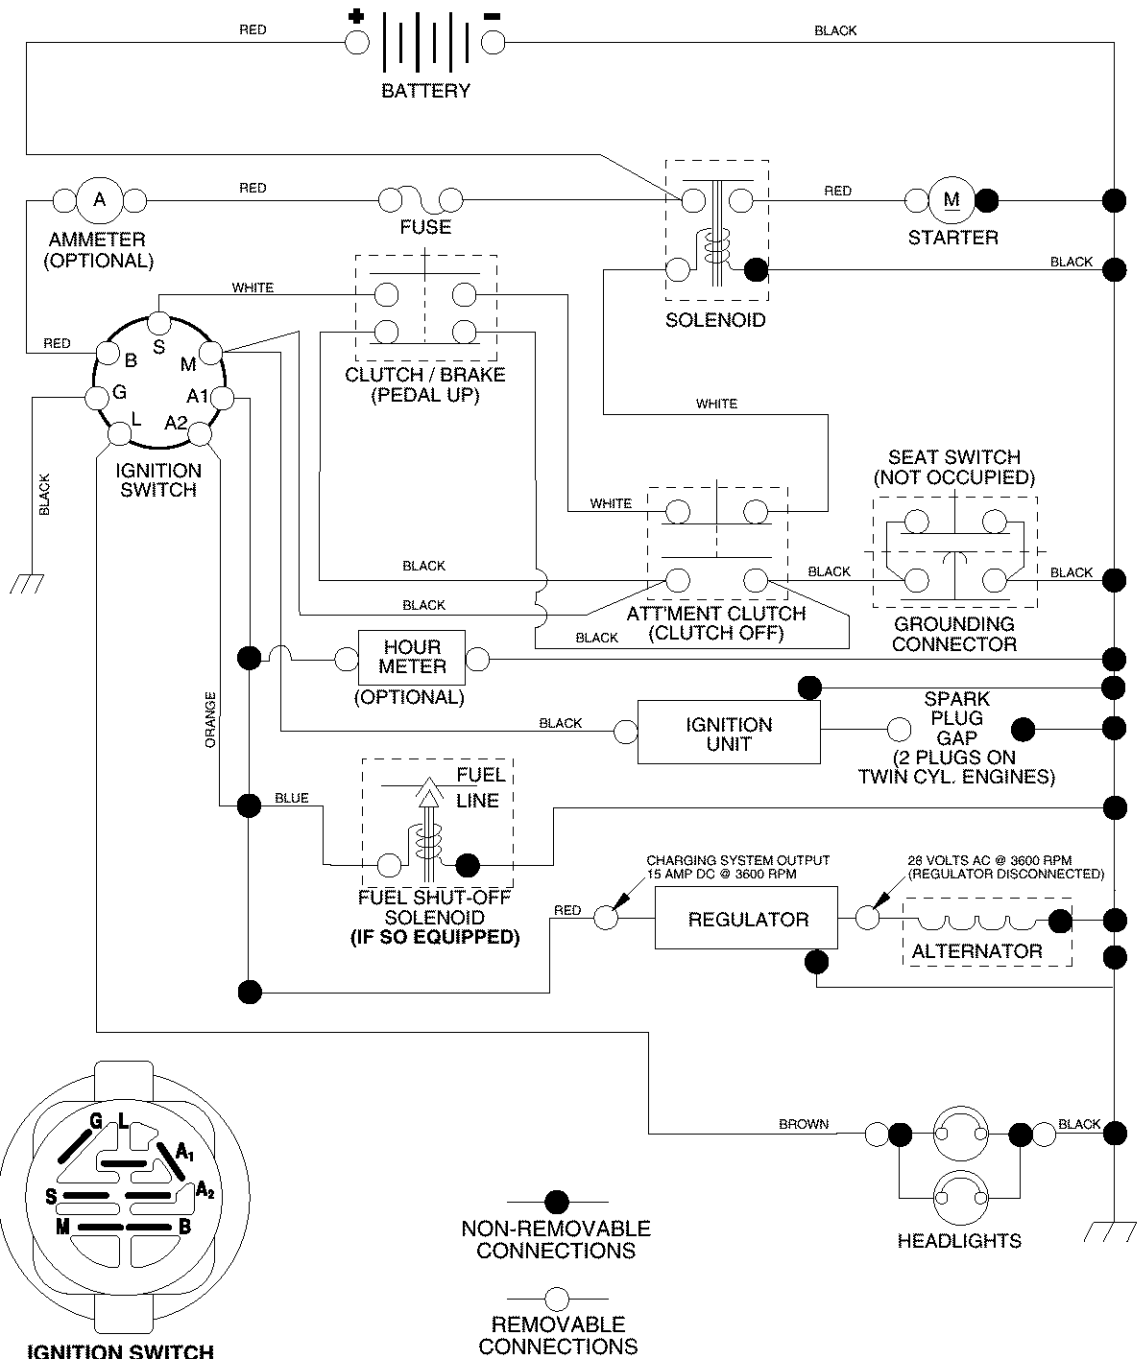 RED
BLACK
BATTERY
RED
RED
A
M
FUSE
STARTER
AMMETER
(OPTIONAL)
BLACK
WHITE
SOLENOID
RED
S
B
M
G
A1
L
A2
CLUTCH / BRAKE
(PEDAL UP)
WHITE
IGNITION
SWITCH
SEAT SWITCH
(NOT OCCUPIED)
BLACK
WHITE
BLACK
BLACK
BLACK
BLACK
ATT'MENT CLUTCH
(CLUTCH OFF)
GROUNDING
CONNECTOR
BLACK
HOUR
METER
(OPTIONAL)
ORANGE
BLACK
IGNITION
UNIT
SPARK
PLUG
GAP
(2 PLUGS ON
TWIN CYL. ENGINES)
FUEL
LINE
BLUE
FUEL SHUT-OFF
SOLENOID
(IF SO EQUIPPED)
CHARGING SYSTEM OUTPUT
15 AMP DC @ 3600 RPM
28 VOLTS AC @ 3600 RPM
(REGULATOR DISCONNECTED)
RED
REGULATOR
ALTERNATOR
BROWN
BLACK
HEADLIGHTS
G L
A1
S
A2
M
B
IGNITION SWITCH
NON-REMOVABLE
CONNECTIONS
REMOVABLE
CONNECTIONS